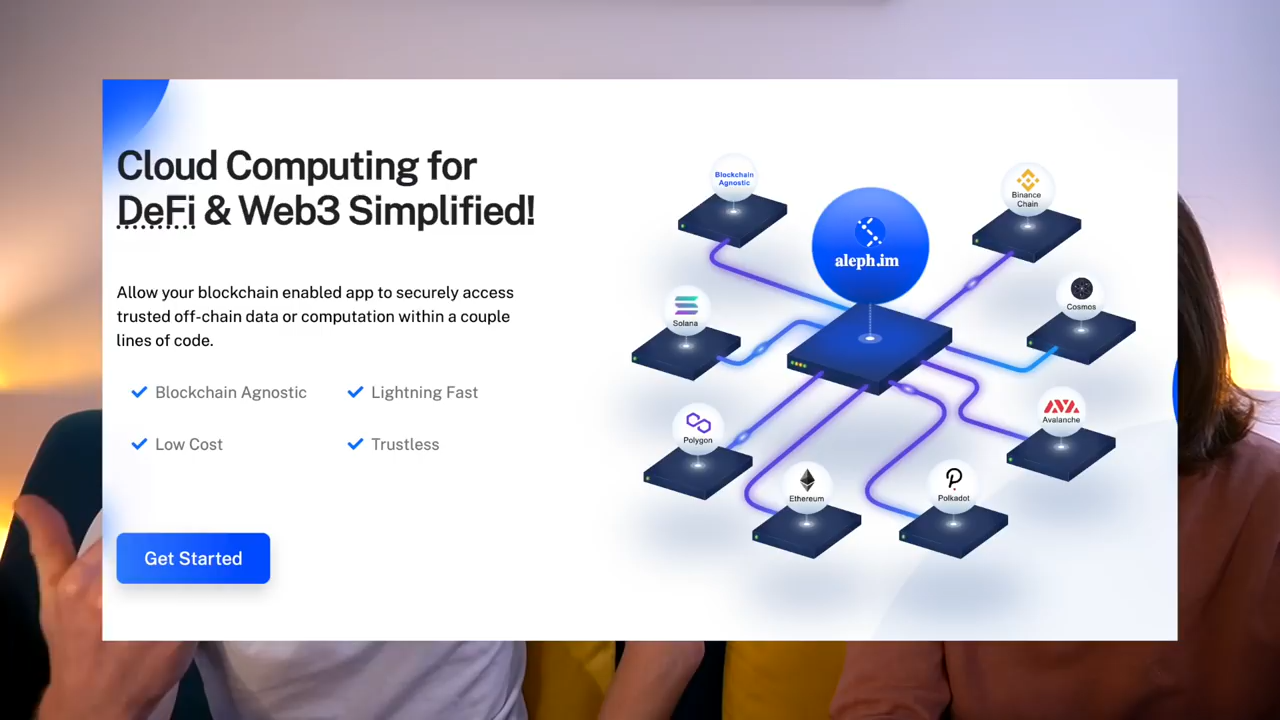 Cloud Computing for
DeFi & Web3 Simplified!
Allow your blockchain enabled app to securely access
trusted off-chain data or computation within a couple
lines of code.
Blockchain Agnostic
Lightning Fast
Low Cost
Trustless
Get Started
Blockchain
Agnostic
aleph.im
Binance
Chain
Solana
Cosmos
Polygon
Avalanche
Ethereum
Polkadot